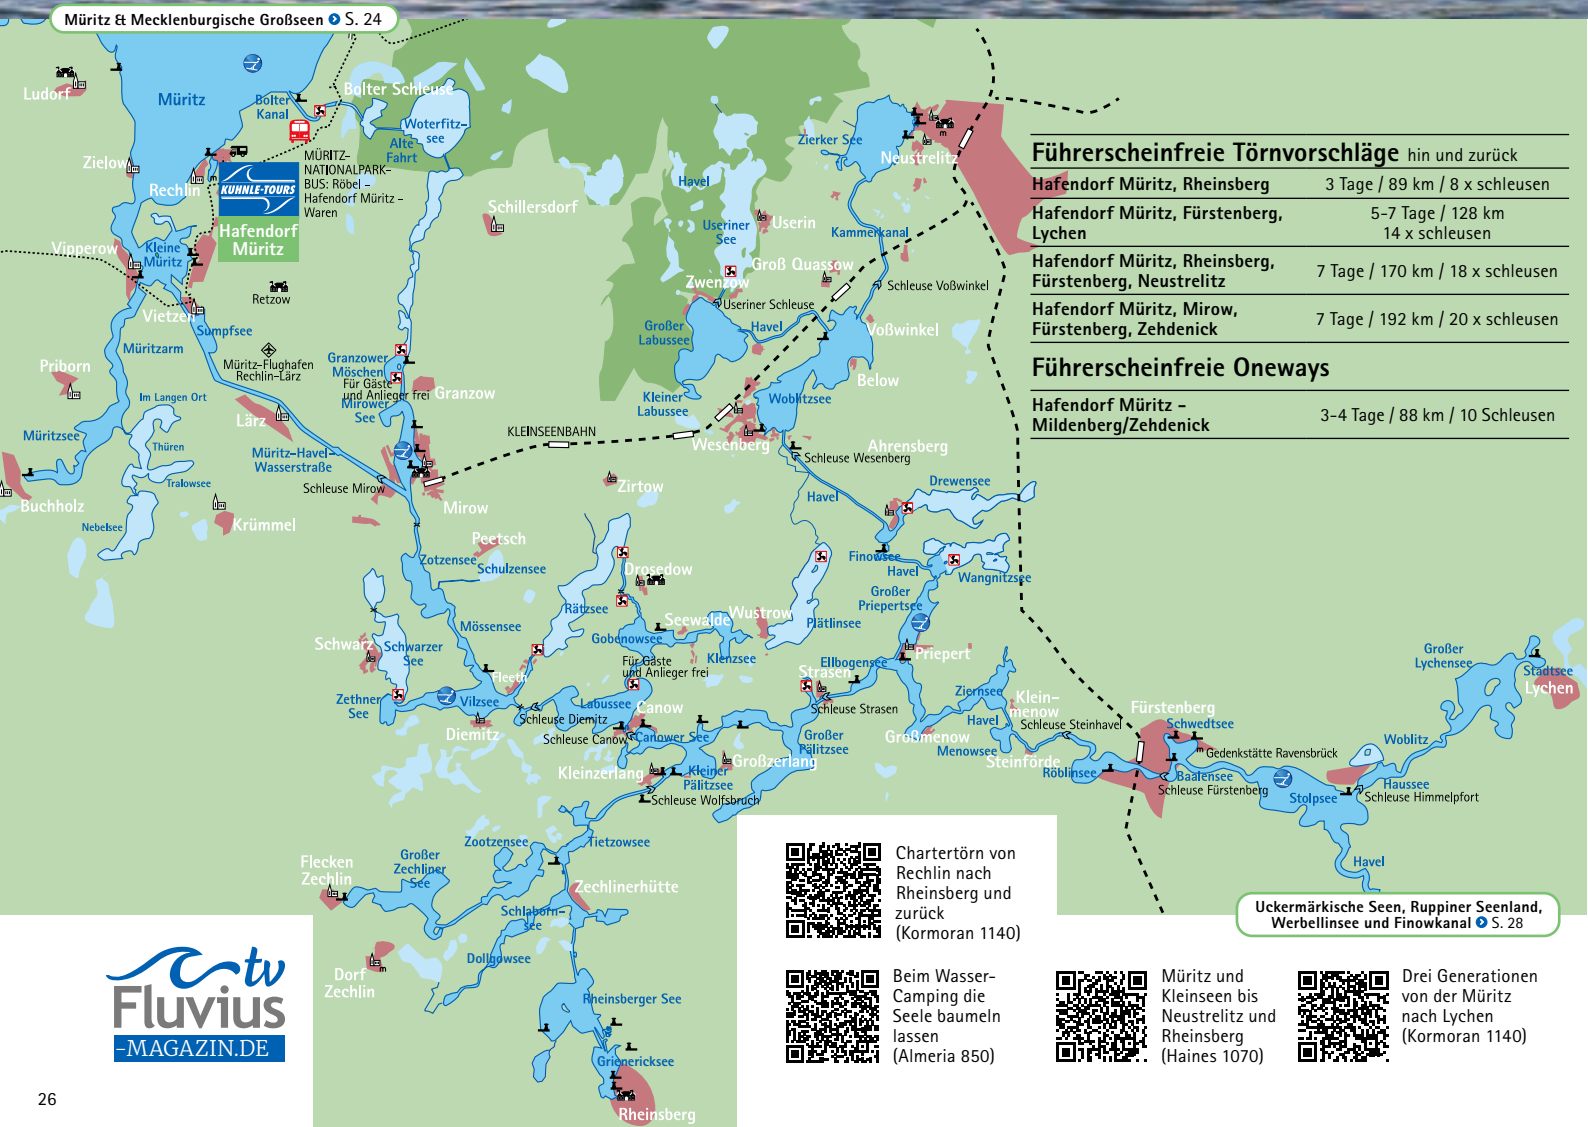 Müritz & Mecklenburgische Großseen S. 24
Ludorf
Müritz
Bolter
Kanal
Bolter Schleuse
Woterfitz-
see
Alte
Fahrt
Zielow
Rechlin
KUHNLE-TOURS
MÜRITZ-
NATIONALPARK-
BUS: Röbel -
Hafendorf Müritz -
Waren
Hafendorf
Müritz
Vipperow
Kleine
Müritz
Retzow
Vietzen
Sumpfsee
Müritzarm
Müritz-Flughafen
Rechlin-Lärz
Priborn
Im Langen Ort
Lärz
Müritzsee
Thüren
Müritz-Havel-
Wasserstraße
Tralowsee
Schleuse Mirow
Buchholz
Krümmel
Nebelsee
Granzower
Möschen
Für Gäste
und Anlieger frei
Mirower
See
Granzow
Mirow
KLEINSEENBAHN
Schillersdorf
Havel
Useriner
See
Userin
Zierker See
Neustrelitz
Kammerkanal
Groß Quassow
Zwenzow
Useriner Schleuse
Schleuse Voßwinkel
Großer
Labussee
Havel
Voßwinkel
Kleiner
Labussee
Below
Woblitzsee
Wesenberg
Ahrensberg
Schleuse Wesenberg
Zirtow
Havel
Drewensee
Peetsch
Zotzensee
Schulzensee
Drosedow
Finowsee
Havel
Wangnitzsee
Großer
Priepertsee
Rätzsee
Seewalde
Wustrow
Plätlinsee
Mössensee
Gobenowsee
Schwarz
Schwarzer
See
Klenzsee
Ellbogensee
Priepert
Fleeth
Für Gäste
und Anlieger frei
Strasen
Zethner
See
Vilzsee
Labussee
Canow
Schleuse Strasen
Ziernsee
Klein-
menow
Schleuse Diemitz
Diemitz
Schleuse Canow
Canower See
Großer
Pälitzsee
Großmenow
Havel
Menowsee
Schleuse Steinhavel
Steinförde
Kleinzerlang
Kleiner
Pälitzsee
Großzerlang
Schleuse Wolfsbruch
Röblinsee
Fürstenberg
Schwedtsee
Gedenkstätte Ravensbrück
Baalensee
Schleuse Fürstenberg
Stolpsee
Haussee
Schleuse Himmelpfort
Woblitz
Großer
Lychensee
Stadtsee
Lychen
Havel
Zootzensee
Tietzowsee
Großer
Zechliner
See
Flecken
Zechlin
Zechlinerhütte
Schlaborn-
see
Dollgowsee
Dorf
Zechlin
Rheinsberger See
Grienericksee
Rheinsberg
Führerscheinfreie Törnvorschläge hin und zurück
Hafendorf Müritz, Rheinsberg 3 Tage / 89 km / 8 x schleusen
Hafendorf Müritz, Fürstenberg, 5-7 Tage / 128 km
Lychen 14 x schleusen
Hafendorf Müritz, Rheinsberg,
Fürstenberg, Neustrelitz 7 Tage / 170 km / 18 x schleusen
Hafendorf Müritz, Mirow,
Fürstenberg, Zehdenick 7 Tage / 192 km / 20 x schleusen
Führerscheinfreie Oneways
Hafendorf Müritz -
Mildenberg/Zehdenick 3-4 Tage / 88 km / 10 Schleusen
Uckermärkische Seen, Ruppiner Seenland,
Werbellinsee und Finowkanal S. 28
Chartertörn von
Rechlin nach
Rheinsberg und
zurück
(Kormoran 1140)
Beim Wasser-
Camping die
Seele baumeln
lassen
(Almeria 850)
Müritz und
Kleinseen bis
Neustrelitz und
Rheinsberg
(Haines 1070)
Drei Generationen
von der Müritz
nach Lychen
(Kormoran 1140)
tv
Fluvius
-MAGAZIN.DE
26